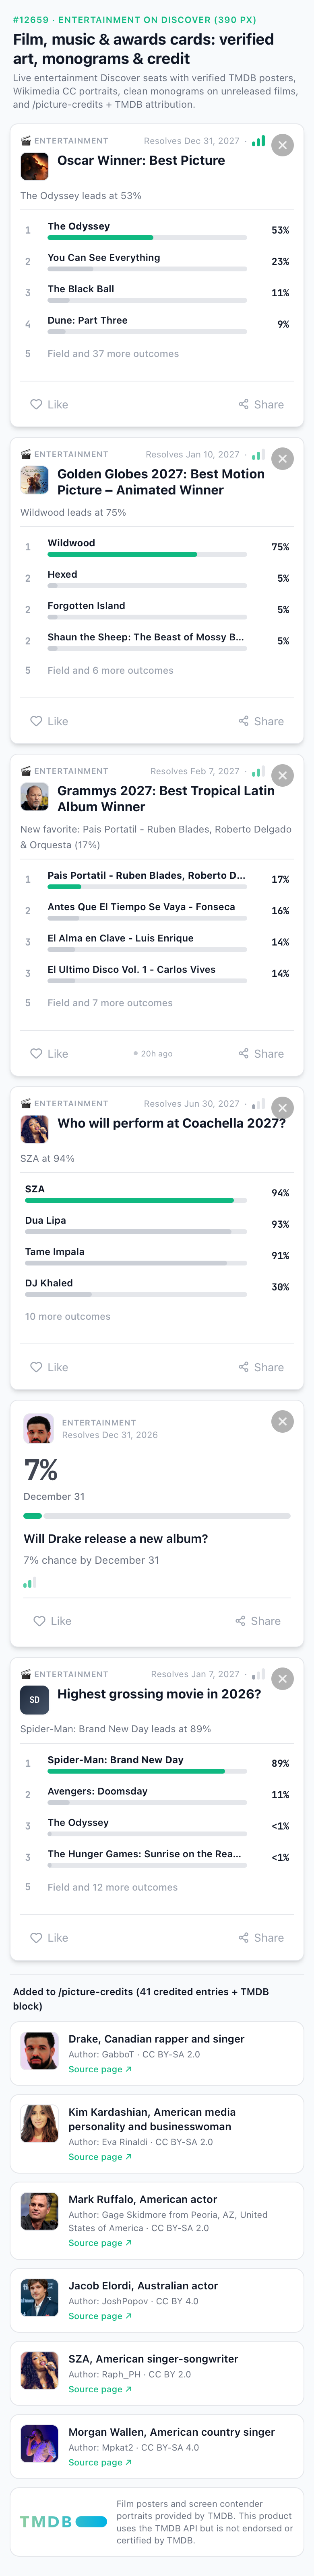 #12659 · ENTERTAINMENT ON DISCOVER (390 PX)
Film, music & awards cards: verified
art, monograms & credit
Live entertainment Discover seats with verified TMDB posters,
Wikimedia CC portraits, clean monograms on unreleased films,
and /picture-credits + TMDB attribution.
ENTERTAINMENT Resolves Dec 31, 2027 ·
Oscar Winner: Best Picture
The Odyssey leads at 53%
1 The Odyssey 53%
2 You Can See Everything 23%
3 The Black Ball 11%
4 Dune: Part Three 9%
5 Field and 37 more outcomes
Like Share
ENTERTAINMENT Resolves Jan 10, 2027 ·
Golden Globes 2027: Best Motion
Picture – Animated Winner
Wildwood leads at 75%
1 Wildwood 75%
2 Hexed 5%
2 Forgotten Island 5%
2 Shaun the Sheep: The Beast of Mossy B... 5%
5 Field and 6 more outcomes
Like Share
ENTERTAINMENT Resolves Feb 7, 2027 ·
Grammys 2027: Best Tropical Latin
Album Winner
New favorite: Pais Portatil - Ruben Blades, Roberto Delgado
& Orquesta (17%)
1 Pais Portatil - Ruben Blades, Roberto D... 17%
2 Antes Que El Tiempo Se Vaya - Fonseca 16%
3 El Alma en Clave - Luis Enrique 14%
3 El Ultimo Disco Vol. 1 - Carlos Vives 14%
5 Field and 7 more outcomes
Like 20h ago Share
ENTERTAINMENT Resolves Jun 30, 2027 ·
Who will perform at Coachella 2027?
SZA at 94%
SZA 94%
Dua Lipa 93%
Tame Impala 91%
DJ Khaled 30%
10 more outcomes
Like Share
ENTERTAINMENT
Resolves Dec 31, 2026
7%
December 31
Will Drake release a new album?
7% chance by December 31
Like Share
ENTERTAINMENT Resolves Jan 7, 2027 ·
SD Highest grossing movie in 2026?
Spider-Man: Brand New Day leads at 89%
1 Spider-Man: Brand New Day 89%
2 Avengers: Doomsday 11%
3 The Odyssey <1%
3 The Hunger Games: Sunrise on the Rea... <1%
5 Field and 12 more outcomes
Like Share
Added to /picture-credits (41 credited entries + TMDB
block)
Drake, Canadian rapper and singer
Author: GabboT · CC BY-SA 2.0
Source page ↗
Kim Kardashian, American media
personality and businesswoman
Author: Eva Rinaldi · CC BY-SA 2.0
Source page ↗
Mark Ruffalo, American actor
Author: Gage Skidmore from Peoria, AZ, United
States of America · CC BY-SA 2.0
Source page ↗
Jacob Elordi, Australian actor
Author: JoshPopov · CC BY 4.0
Source page ↗
SZA, American singer-songwriter
Author: Raph_PH · CC BY 2.0
Source page ↗
Morgan Wallen, American country singer
Author: Mpkat2 · CC BY-SA 4.0
Source page ↗
TMDB
Film posters and screen contender
portraits provided by TMDB. This product
uses the TMDB API but is not endorsed or
certified by TMDB.